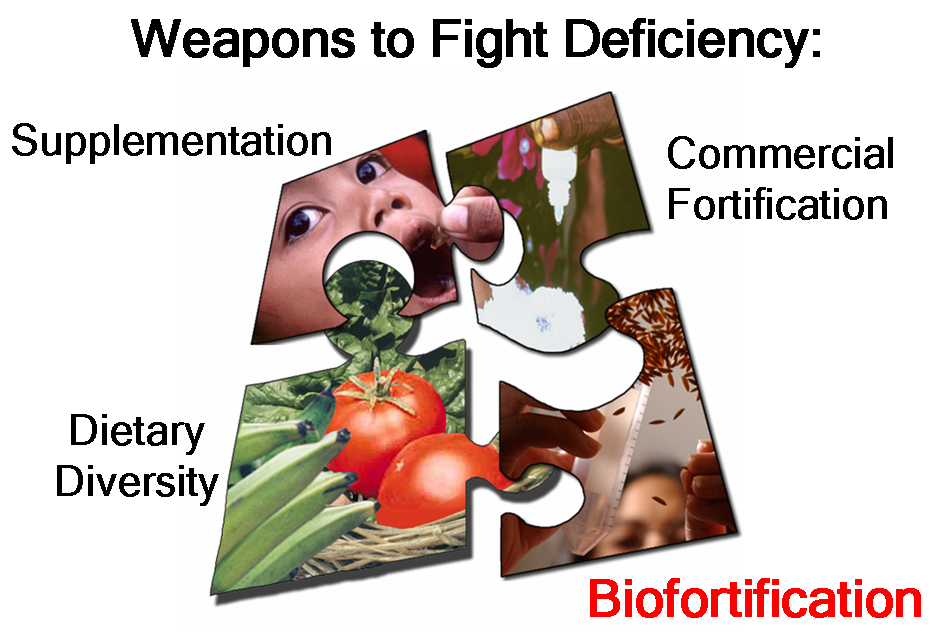 Weapons to Fight Deficiency:
Supplementation
Commercial
Fortification
Dietary
Diversity
Biofortification